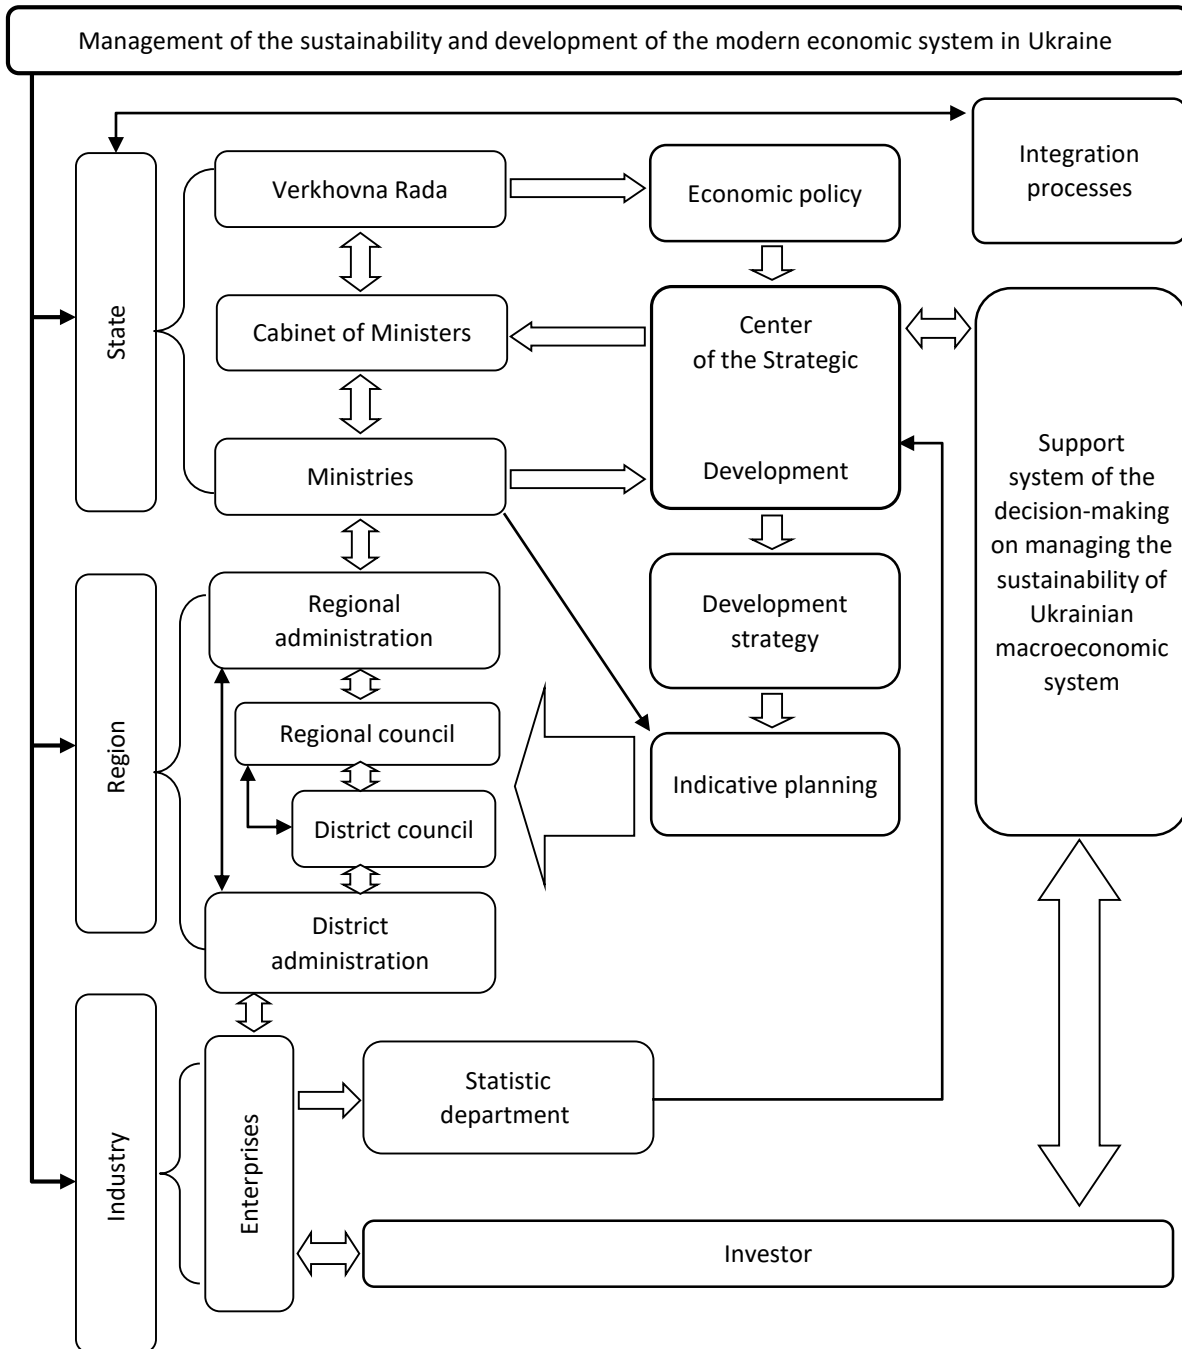 Management of the sustainability and development of the modern economic system in Ukraine
State
Verkhovna Rada
Economic policy
Integration
processes
Cabinet of Ministers
Center
of the Strategic
Development
Ministries
Support
system of the
decision-making
on managing the
sustainability of
Ukrainian
macroeconomic
system
Region
Regional
administration
Development
strategy
Regional council
Indicative planning
District council
District
administration
Industry
Enterprises
Statistic
department
Investor